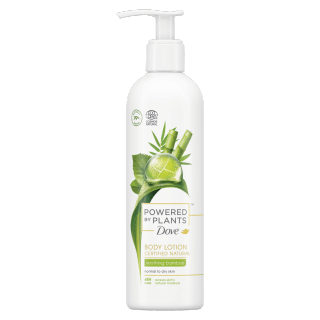 POWERED
BY PLANTS
Dove
BODY LOTION
CERTIFIED NATURAL
soothing bamboo
normal to dry skin